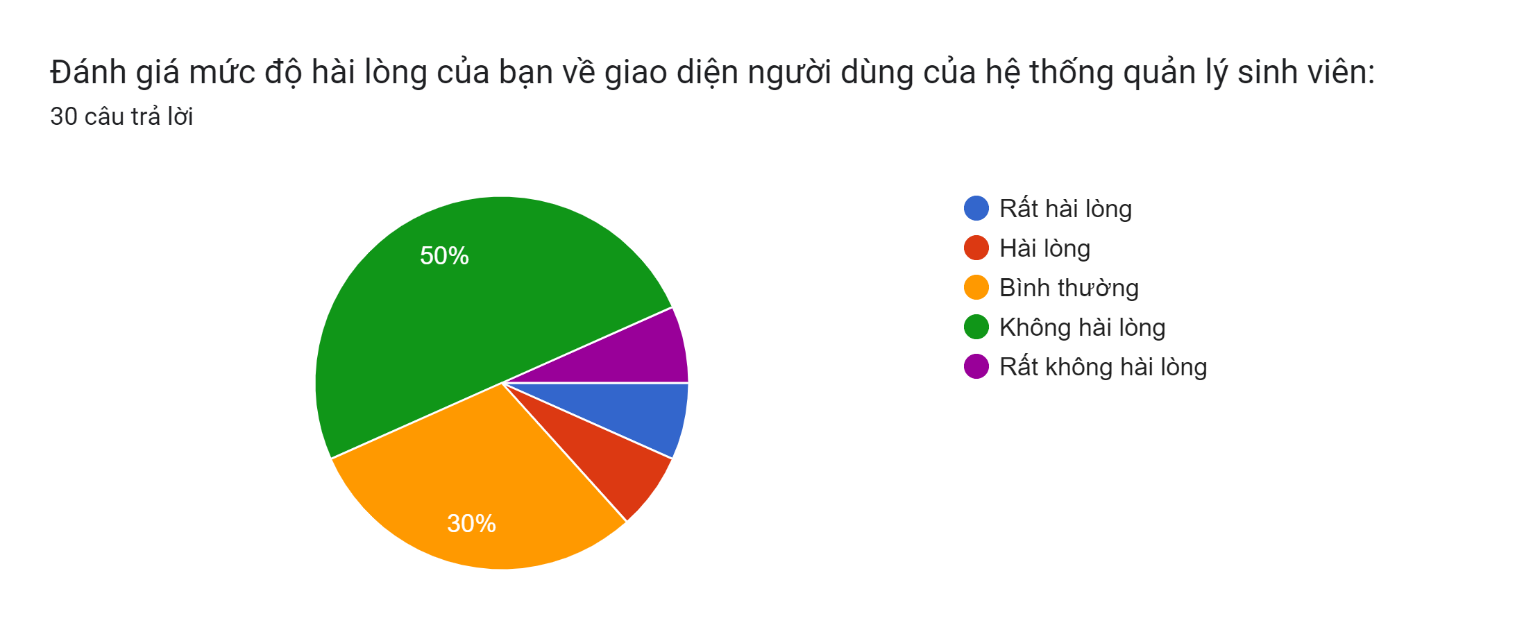 Đánh giá mức độ hài lòng của bạn về giao diện người dùng của hệ thống quản lý sinh viên:
30 câu trả lời
50%
30%
Rất hài lòng
Hài lòng
Bình thường
Không hài lòng
Rất không hài lòng